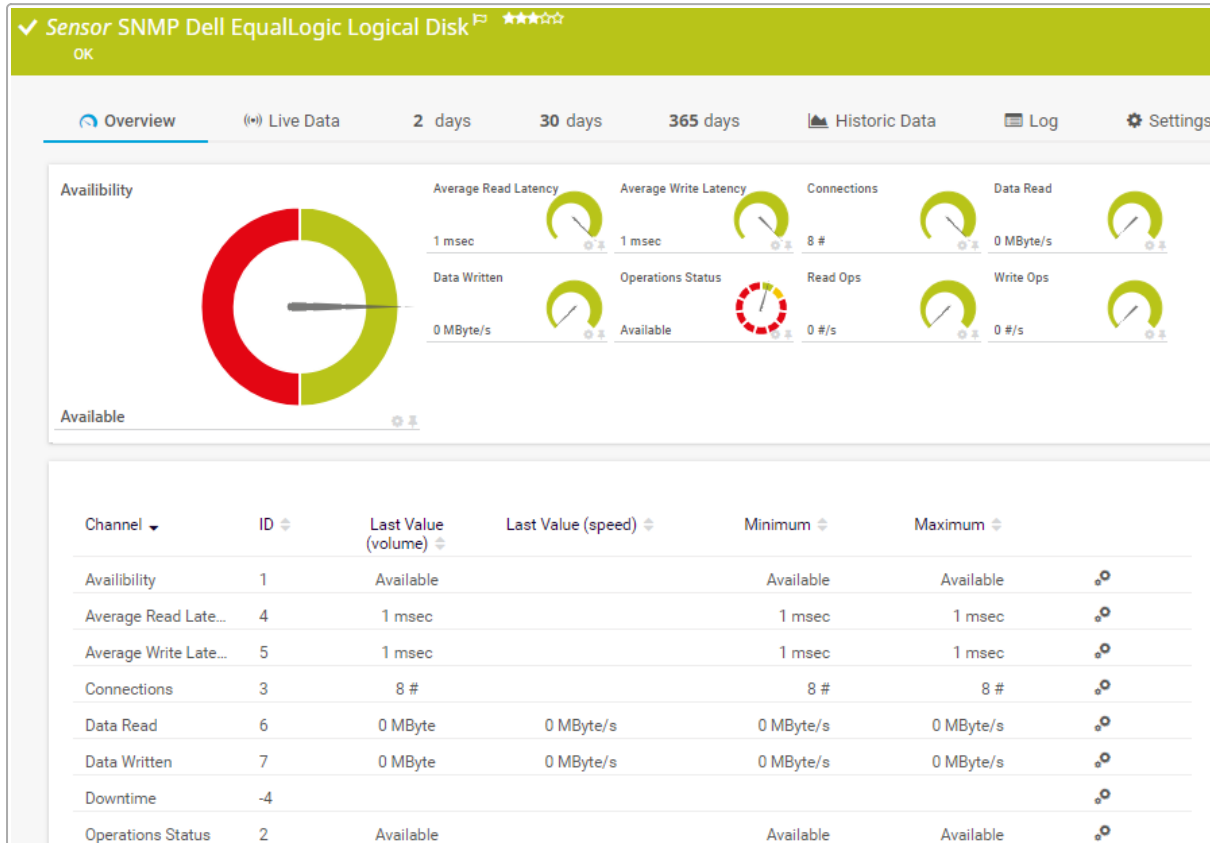 Sensor SNMP Dell EqualLogic Logical Disk
OK
Overview Live Data 2 days 30 days 365 days Historic Data Log Settings
Availibility
Available
Average Read Latency
1 msec
Average Write Latency
1 msec
Connections
8 #
Data Read
0 MByte/s
Data Written
0 MByte/s
Operations Status
Available
Read Ops
0 #/s
Write Ops
0 #/s
Channel ID Last Value (volume) Last Value (speed) Minimum Maximum
Availibility 1 Available Available Available
Average Read Late... 4 1 msec 1 msec 1 msec
Average Write Late... 5 1 msec 1 msec 1 msec
Connections 3 8 # 8 # 8 #
Data Read 6 0 MByte 0 MByte/s 0 MByte/s 0 MByte/s
Data Written 7 0 MByte 0 MByte/s 0 MByte/s 0 MByte/s
Downtime -4
Operations Status 2 Available Available Available